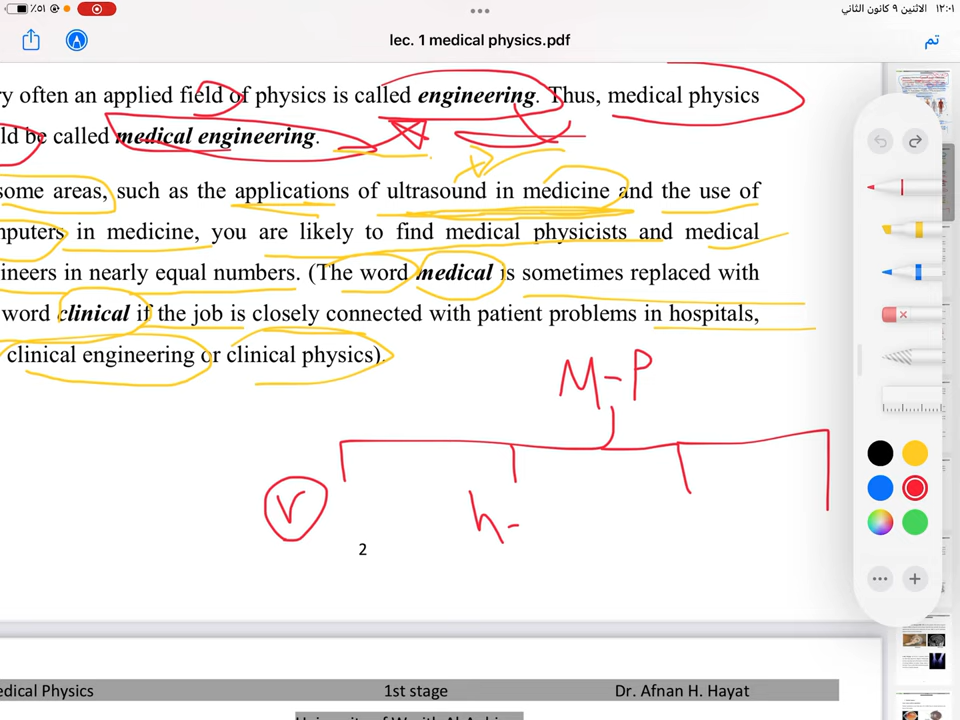 ٪٥١
١٢:٠١ الاثنين ٩ كانون الثاني
lec. 1 medical physics.pdf
تم
ry often an applied field of physics is called engineering. Thus, medical physics
ld be called medical engineering.
some areas, such as the applications of ultrasound in medicine and the use of
nputers in medicine, you are likely to find medical physicists and medical
ineers in nearly equal numbers. (The word medical is sometimes replaced with
word clinical if the job is closely connected with patient problems in hospitals,
clinical engineering or clinical physics).
M-P
r
h-
2
edical Physics 1st stage Dr. Afnan H. Hayat